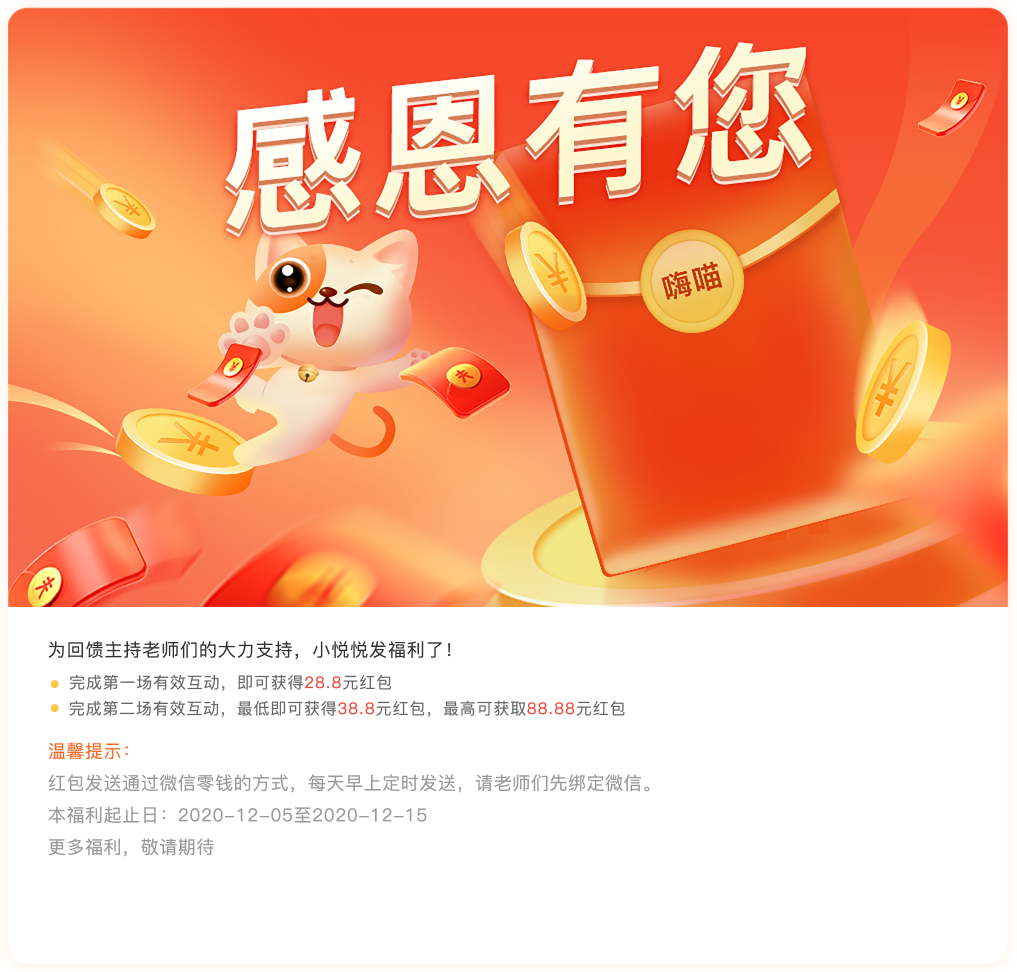 感恩有您
嗨喵
为回馈主持老师们的大力支持，小悦悦发福利了！
完成第一场有效互动，即可获得28.8元红包
完成第二场有效互动，最低即可获得38.8元红包，最高可获取88.88元红包
温馨提示：
红包发送通过微信零钱的方式，每天早上定时发送，请老师们先绑定微信。
本福利起止日：2020-12-05至2020-12-15
更多福利，敬请期待